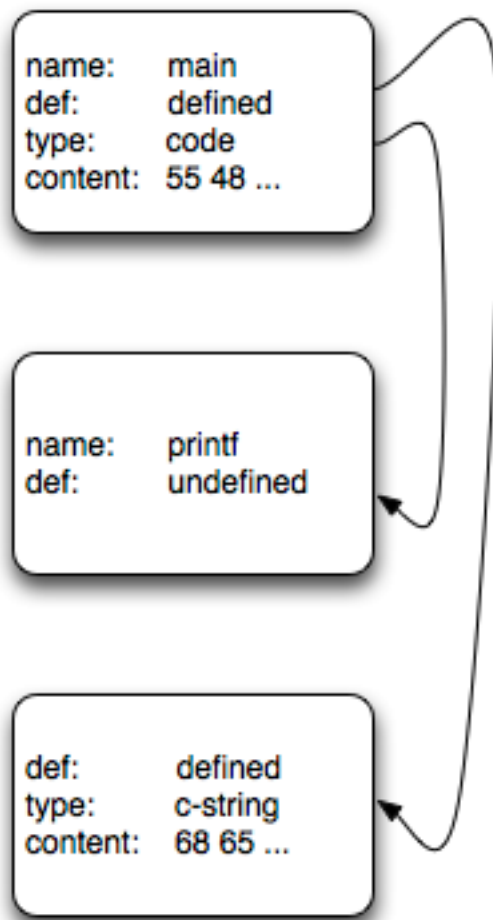 name: main
def: defined
type: code
content: 55 48 ...
name: printf
def: undefined
def: defined
type: c-string
content: 68 65 ...